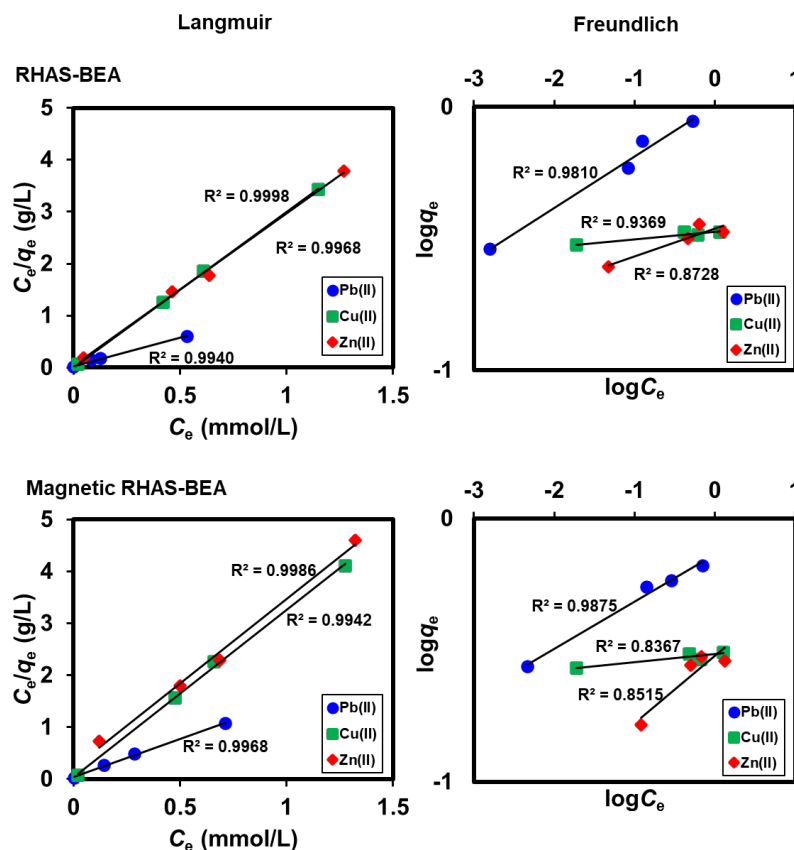 Langmuir
Freundlich
RHAS-BEA
5
4
3
2
1
0
Cₑ/qₑ (g/L)
R² = 0.9998
R² = 0.9968
R² = 0.9940
Pb(II)
Cu(II)
Zn(II)
0 0.5 1 1.5
Cₑ (mmol/L)
-3 -2 -1 0 1
0
-1
logqₑ
R² = 0.9810
R² = 0.9369
R² = 0.8728
Pb(II)
Cu(II)
Zn(II)
logCₑ
Magnetic RHAS-BEA
5
4
3
2
1
0
Cₑ/qₑ (g/L)
R² = 0.9986
R² = 0.9942
R² = 0.9968
Pb(II)
Cu(II)
Zn(II)
0 0.5 1 1.5
Cₑ (mmol/L)
-3 -2 -1 0 1
0
-1
logqₑ
R² = 0.9875
R² = 0.8367
R² = 0.8515
Pb(II)
Cu(II)
Zn(II)
logCₑ